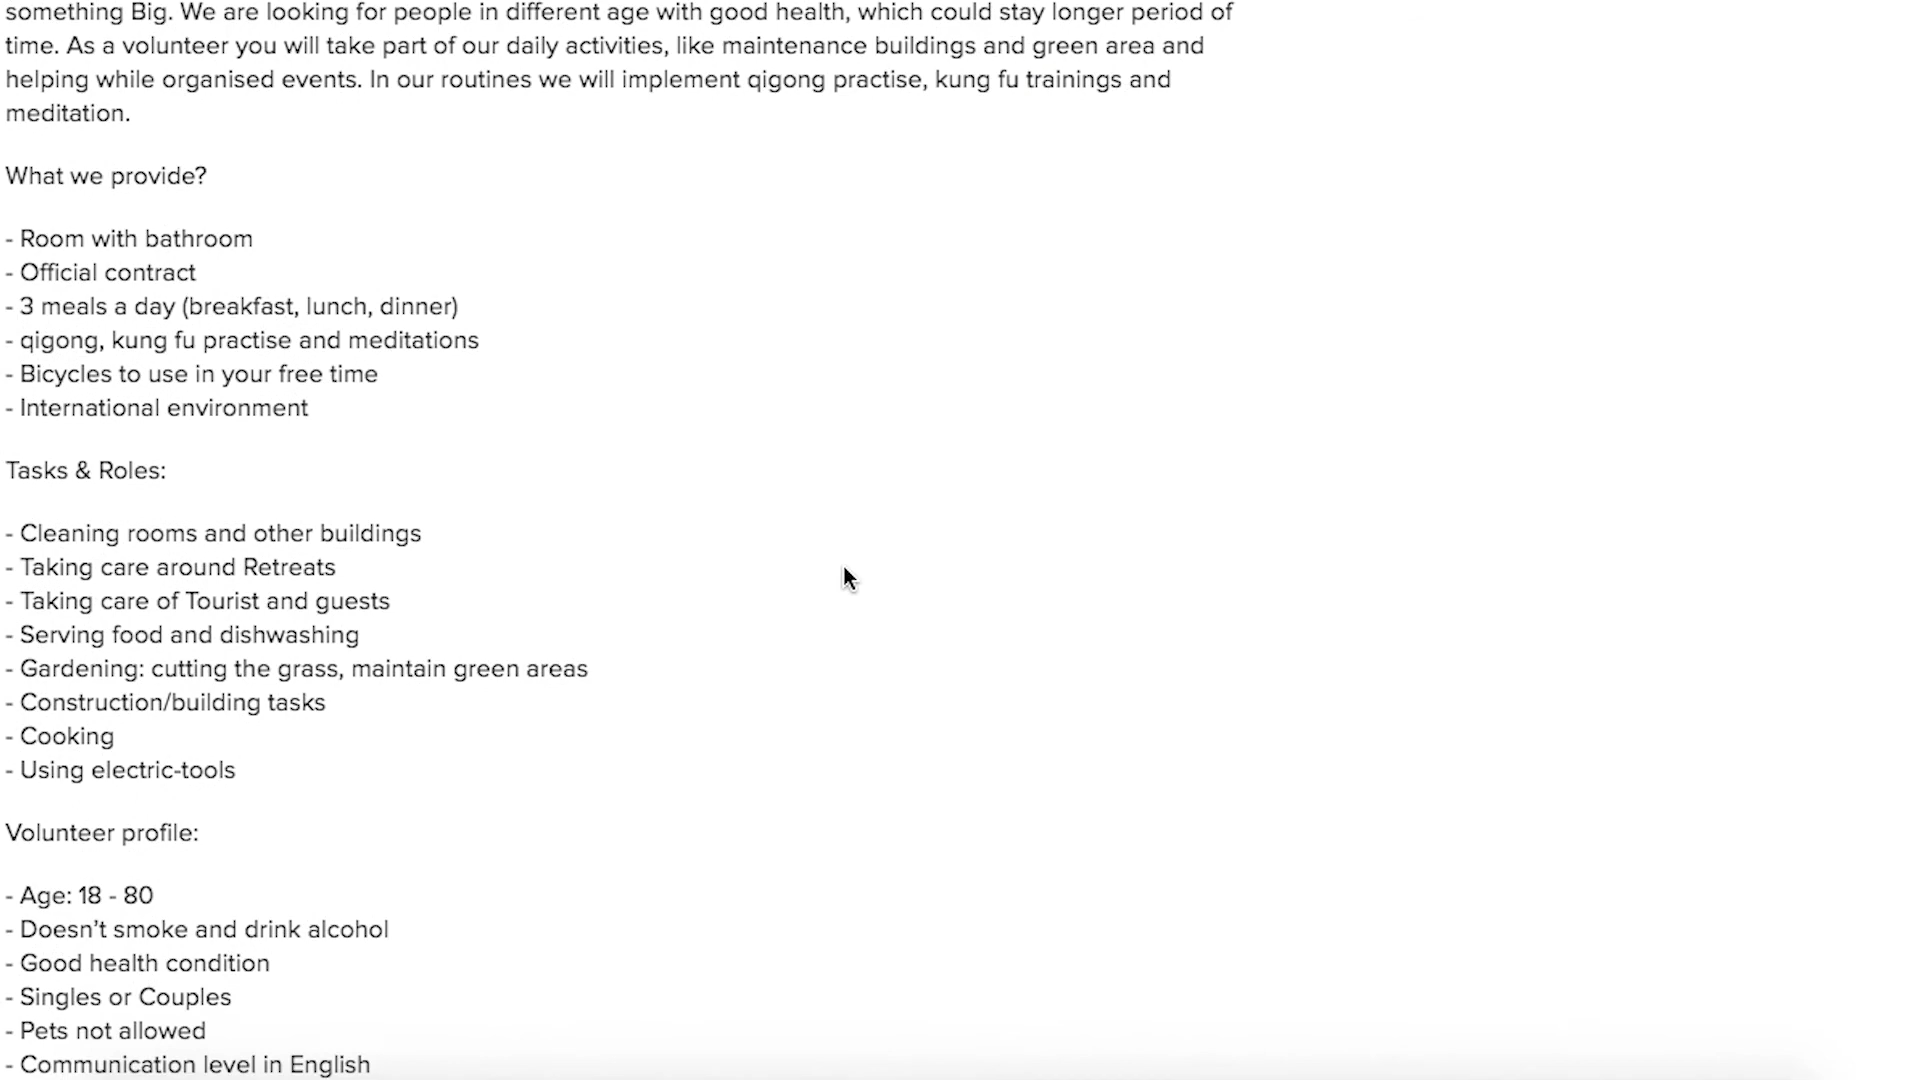 something Big. We are looking for people in different age with good health, which could stay longer period of
time. As a volunteer you will take part of our daily activities, like maintenance buildings and green area and
helping while organised events. In our routines we will implement qigong practise, kung fu trainings and
meditation.
What we provide?
- Room with bathroom
- Official contract
- 3 meals a day (breakfast, lunch, dinner)
- qigong, kung fu practise and meditations
- Bicycles to use in your free time
- International environment
Tasks & Roles:
- Cleaning rooms and other buildings
- Taking care around Retreats
- Taking care of Tourist and guests
- Serving food and dishwashing
- Gardening: cutting the grass, maintain green areas
- Construction/building tasks
- Cooking
- Using electric-tools
Volunteer profile:
- Age: 18 - 80
- Doesn’t smoke and drink alcohol
- Good health condition
- Singles or Couples
- Pets not allowed
- Communication level in English